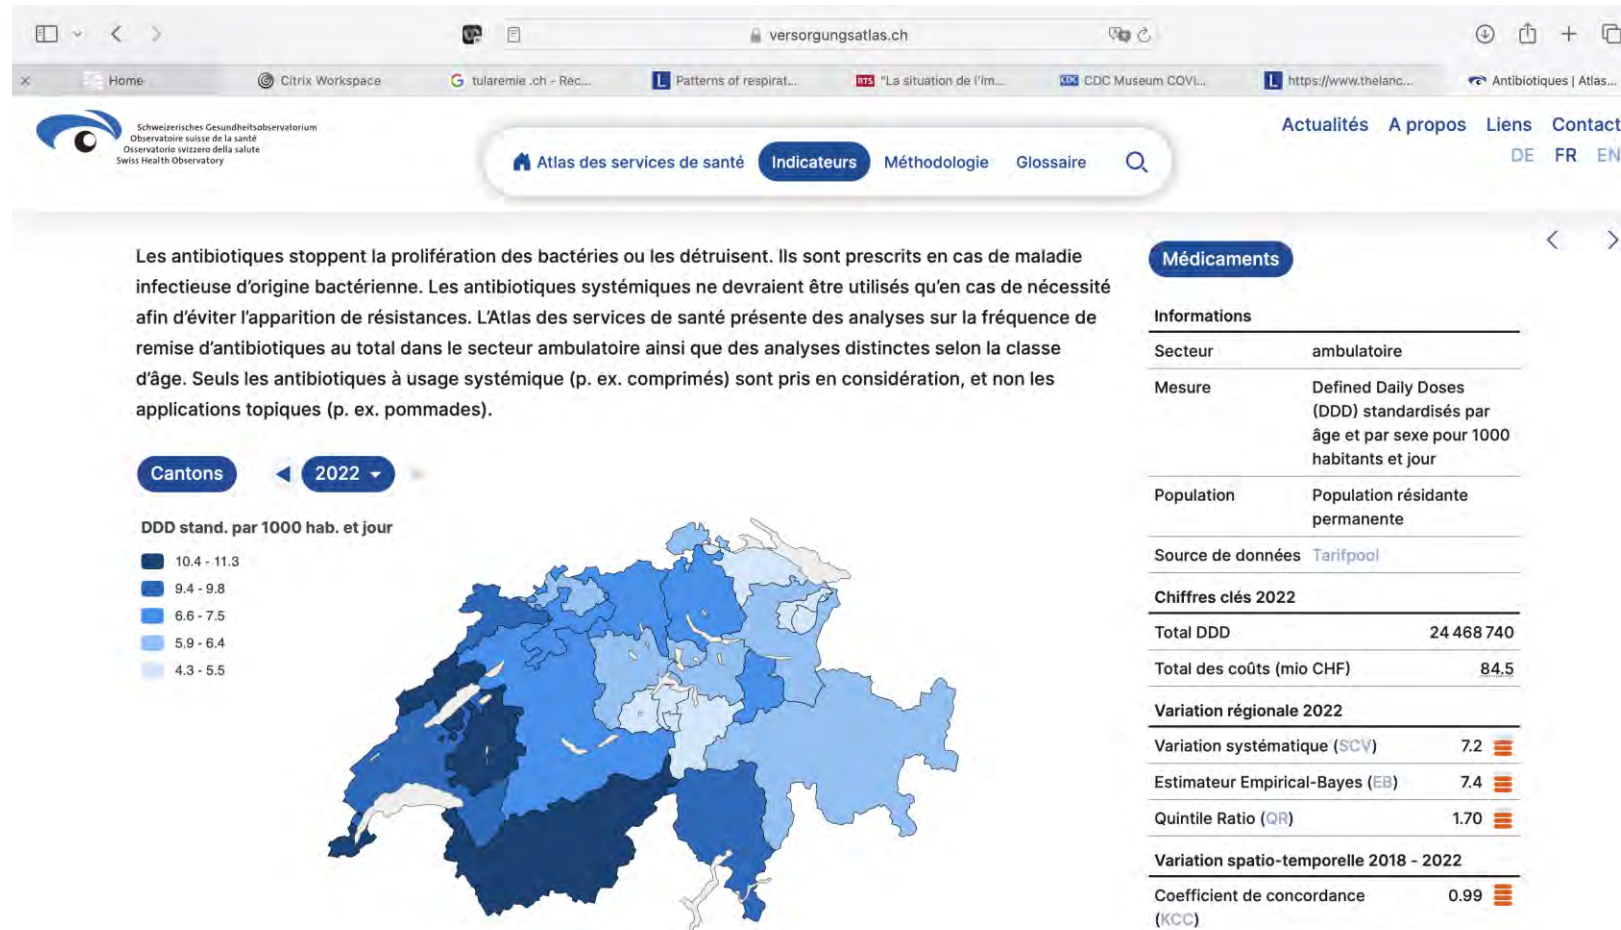 versorgungsatlas.ch
Home
Citrix Workspace
tularemie .ch - Rec...
Patterns of respirat...
"La situation de l'im...
CDC Museum COVI...
https://www.thelanc...
Antibiotiques | Atlas...
Schweizerisches Gesundheitsobservatorium
Observatoire suisse de la santé
Osservatorio svizzero della salute
Swiss Health Observatory
Atlas des services de santé
Indicateurs
Méthodologie
Glossaire
Actualités A propos Liens Contact
DE FR EN
Les antibiotiques stoppent la prolifération des bactéries ou les détruisent. Ils sont prescrits en cas de maladie
infectieuse d'origine bactérienne. Les antibiotiques systémiques ne devraient être utilisés qu'en cas de nécessité
afin d'éviter l'apparition de résistances. L'Atlas des services de santé présente des analyses sur la fréquence de
remise d'antibiotiques au total dans le secteur ambulatoire ainsi que des analyses distinctes selon la classe
d'âge. Seuls les antibiotiques à usage systémique (p. ex. comprimés) sont pris en considération, et non les
applications topiques (p. ex. pommades).
Cantons
2022
DDD stand. par 1000 hab. et jour
10.4 - 11.3
9.4 - 9.8
6.6 - 7.5
5.9 - 6.4
4.3 - 5.5
Médicaments
Informations
Secteur ambulatoire
Mesure Defined Daily Doses
(DDD) standardisés par
âge et par sexe pour 1000
habitants et jour
Population Population résidante
permanente
Source de données Tarifpool
Chiffres clés 2022
Total DDD 24 468 740
Total des coûts (mio CHF) 84.5
Variation régionale 2022
Variation systématique (SCV) 7.2
Estimateur Empirical-Bayes (EB) 7.4
Quintile Ratio (QR) 1.70
Variation spatio-temporelle 2018 - 2022
Coefficient de concordance 0.99
(KCC)